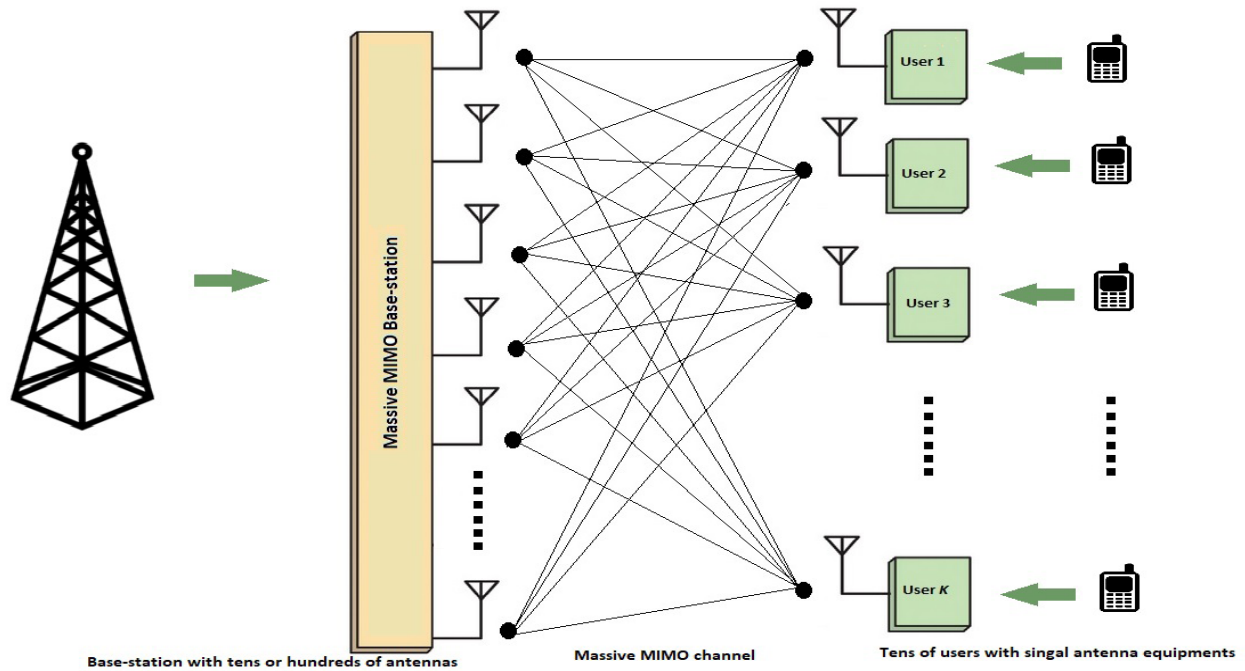 Massive MIMO Base-station
User 1
User 2
User 3
User K
Base-station with tens or hundreds of antennas
Massive MIMO channel
Tens of users with singal antenna equipments